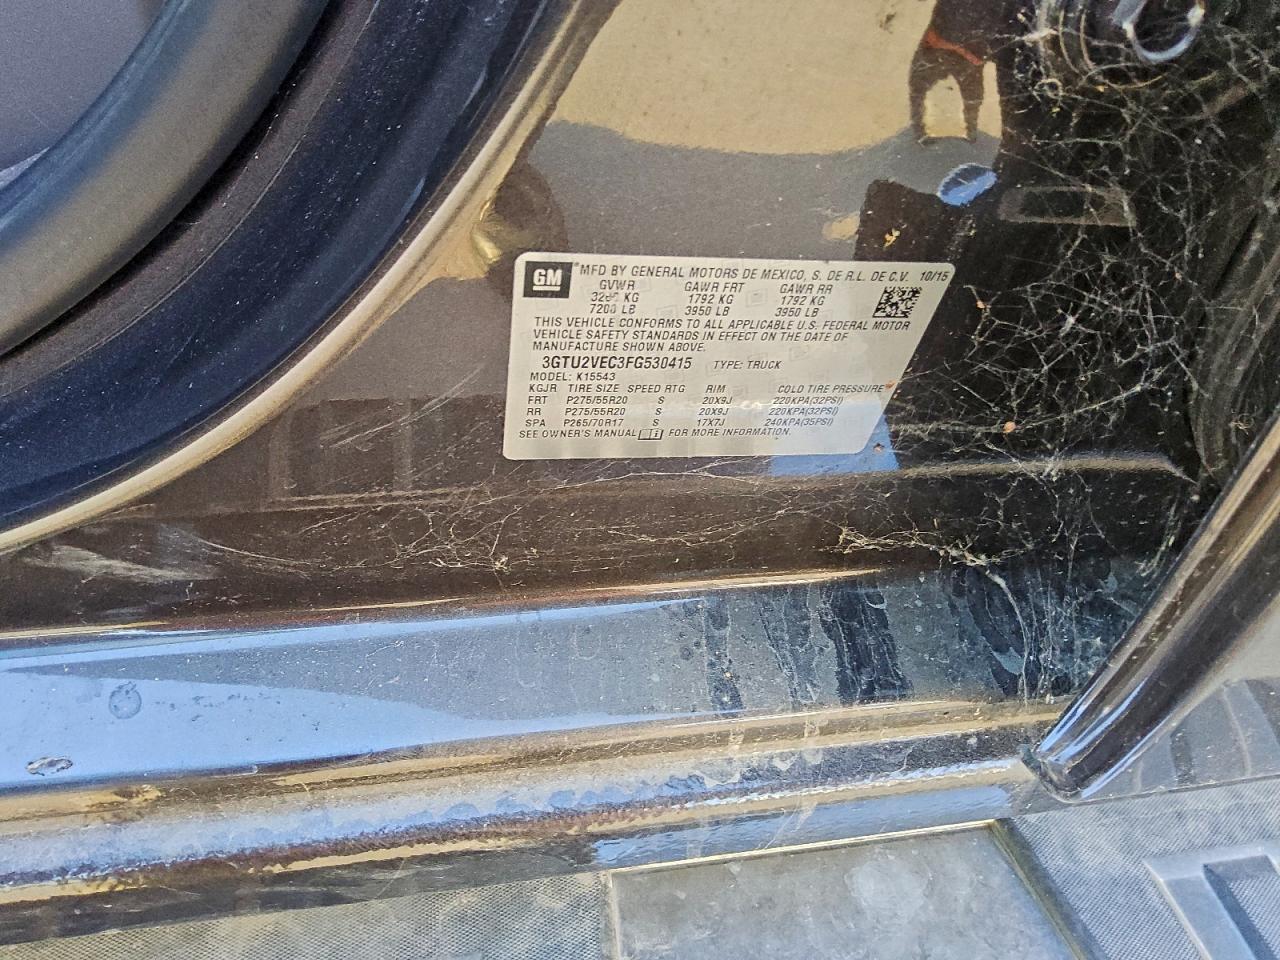 GM ® MFD BY GENERAL MOTORS DE MEXICO, S. DE R.L. DE C.V. 10/15
GVWR GAWR FRT GAWR RR
KG 1792 KG 1792 KG
LB 3950 LB 3950 LB
THIS VEHICLE CONFORMS TO ALL APPLICABLE U.S. FEDERAL MOTOR
VEHICLE SAFETY STANDARDS IN EFFECT ON THE DATE OF
MANUFACTURE SHOWN ABOVE.
3GTU2VEC3FG530415 TYPE: TRUCK
MODEL: K15543
KGJR TIRE SIZE SPEED RTG RIM COLD TIRE PRESSURE
FRT P275/55R20 S 20X9J 220KPA(32PSI)
RR P275/55R20 S 20X9J 220KPA(32PSI)
SPA P265/70R17 S 17X7J 240KPA(35PSI)
SEE OWNER'S MANUAL i FOR MORE INFORMATION.